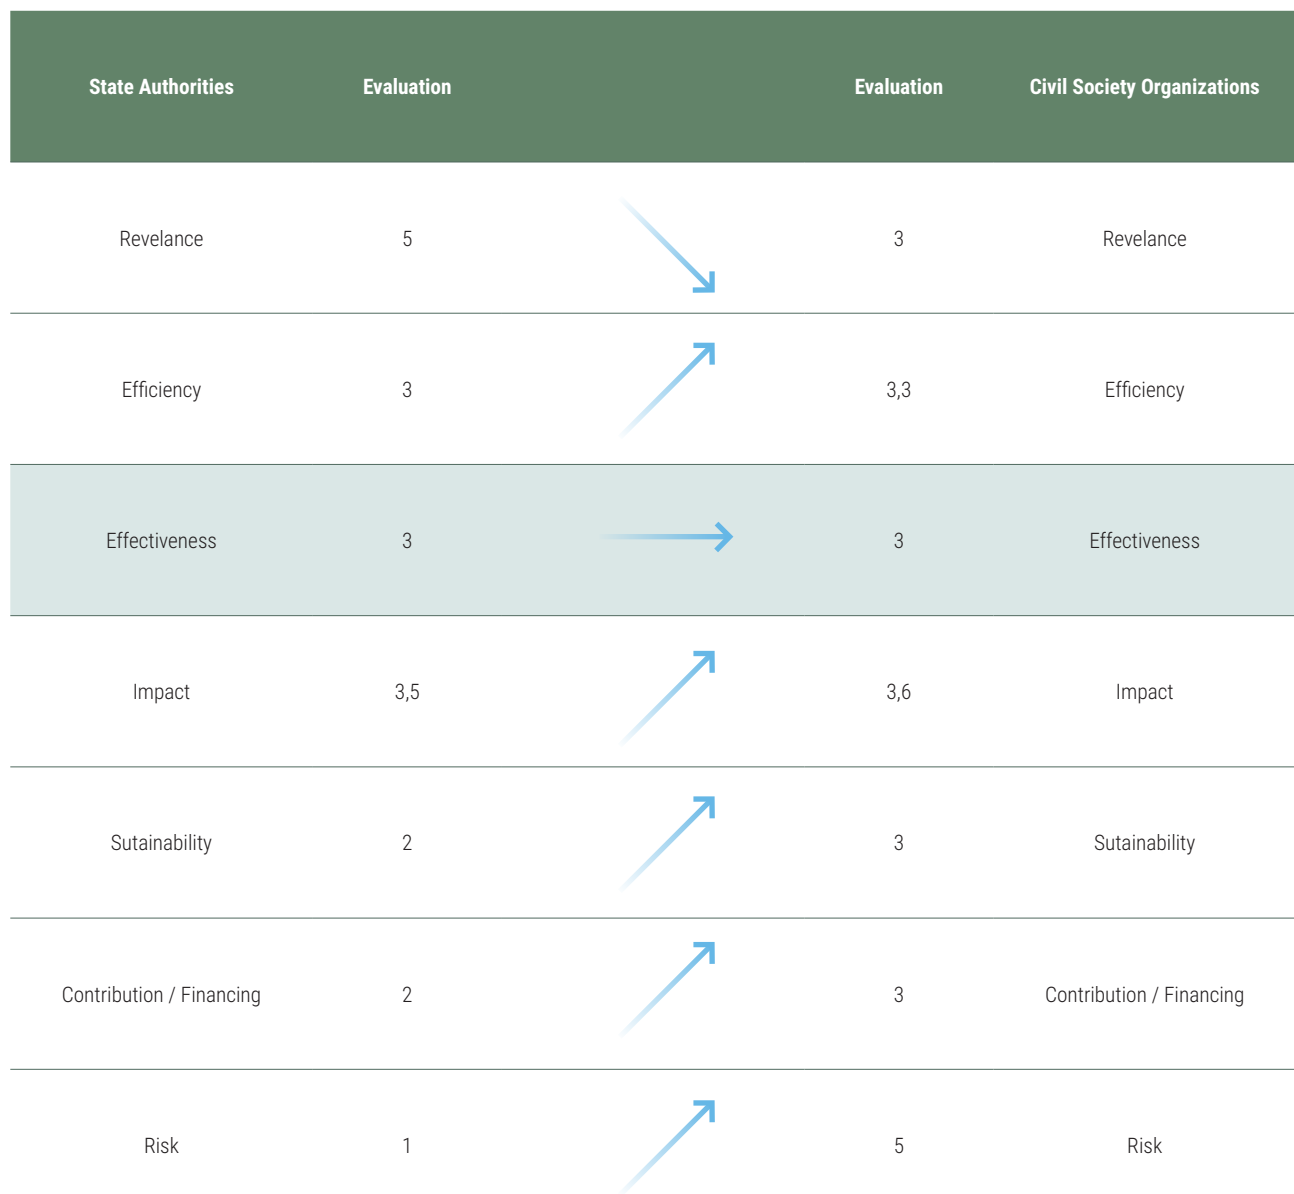 State Authorities Evaluation Evaluation Civil Society Organizations
Revelance 5 3 Revelance
Efficiency 3 3,3 Efficiency
Effectiveness 3 3 Effectiveness
Impact 3,5 3,6 Impact
Sutainability 2 3 Sutainability
Contribution / Financing 2 3 Contribution / Financing
Risk 1 5 Risk